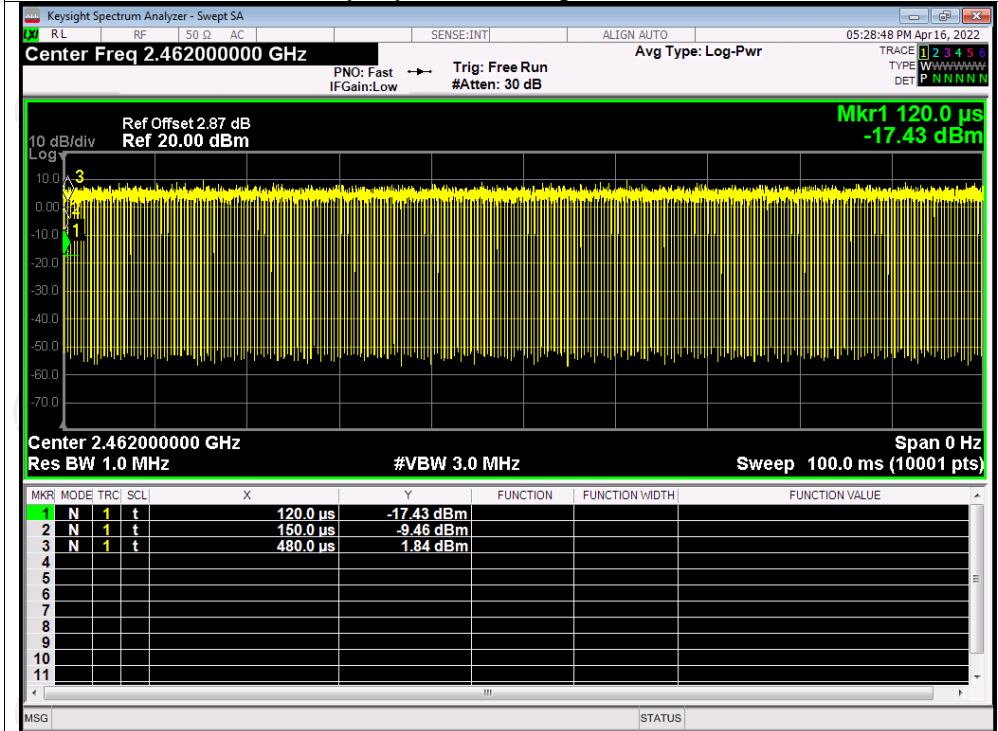 Keysight Spectrum Analyzer - Swept SA
LXI RL RF 50 Ω AC SENSE:INT ALIGN AUTO 05:28:48 PM Apr 16, 2022
Center Freq 2.462000000 GHz Avg Type: Log-Pwr TRACE 1 2 3 4 5 6
PNO: Fast Trig: Free Run TYPE WWWWWW
IFGain:Low #Atten: 30 dB DET P N N N N N
Mkr1 120.0 µs
Ref Offset 2.87 dB
10 dB/div Ref 20.00 dBm -17.43 dBm
Log
10.0 3
0.00 4
-10.0 1
-20.0
-30.0
-40.0
-50.0
-60.0
-70.0
Center 2.462000000 GHz Span 0 Hz
Res BW 1.0 MHz #VBW 3.0 MHz Sweep 100.0 ms (10001 pts)
MKR MODE TRC SCL X Y FUNCTION FUNCTION WIDTH FUNCTION VALUE
1 N 1 t 120.0 µs -17.43 dBm
2 N 1 t 150.0 µs -9.46 dBm
3 N 1 t 480.0 µs 1.84 dBm
4
5
6
7
8
9
10
11
MSG STATUS